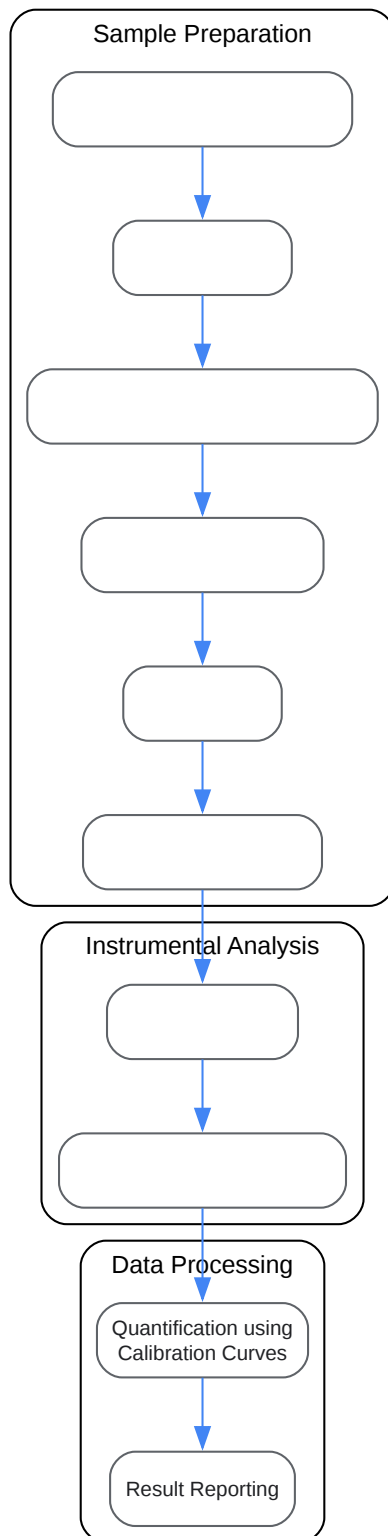 Sample Preparation
Instrumental Analysis
Data Processing
Quantification using
Calibration Curves
Result Reporting